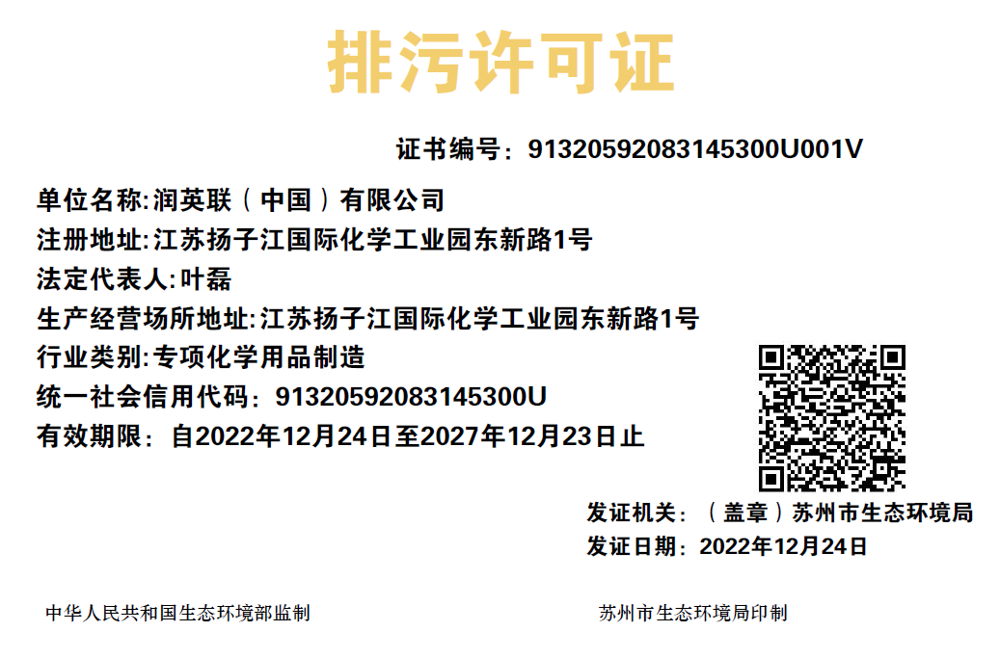 排污许可证
证书编号：91320592083145300U001V
单位名称:润英联（中国）有限公司
注册地址:江苏扬子江国际化学工业园东新路1号
法定代表人:叶磊
生产经营场所地址:江苏扬子江国际化学工业园东新路1号
行业类别:专项化学用品制造
统一社会信用代码：91320592083145300U
有效期限：自2022年12月24日至2027年12月23日止
发证机关：（盖章）苏州市生态环境局
发证日期：2022年12月24日
中华人民共和国生态环境部监制
苏州市生态环境局印制